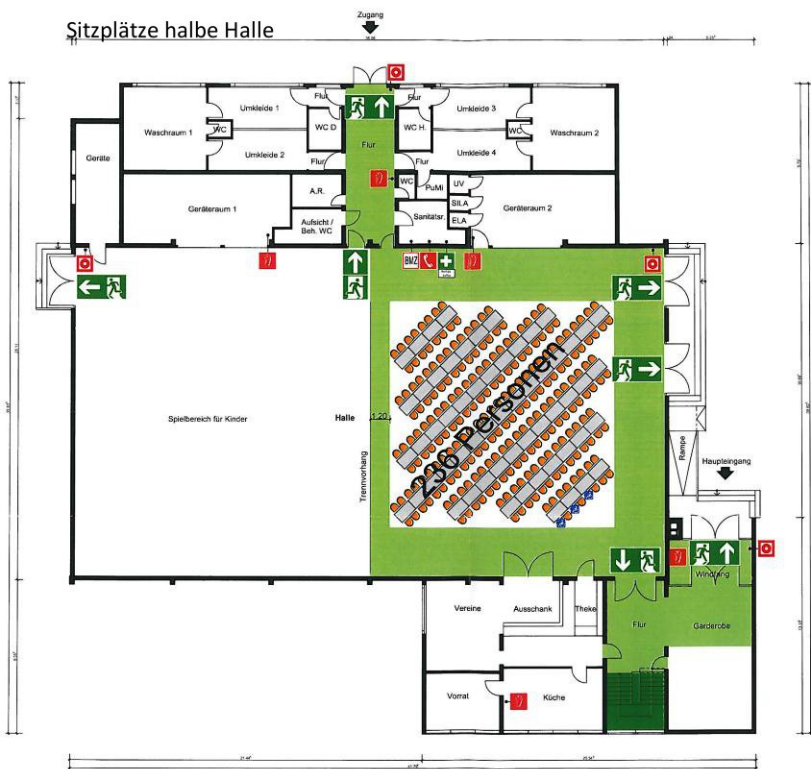 Sitzplätze halbe Halle
Zugang
Flur
Flur
Umkleide 1
Umkleide 3
Waschraum 1
WC
WC D
WC H.
WC
Waschraum 2
Geräte
Flur
Umkleide 2
Flur
Flur
Umkleide 4
A.R.
WC
PuMi
UV
SiLA
ELA
Geräteraum 1
Sanitätsr.
Geräteraum 2
Aufsicht /
Beh. WC
BMZ
Spielbereich für Kinder
Halle
1.20
Trennvorhang
236 Personen
Rampe
Haupteingang
Windfang
Vereine
Ausschank
Theke
Flur
Garderobe
Vorrat
Küche